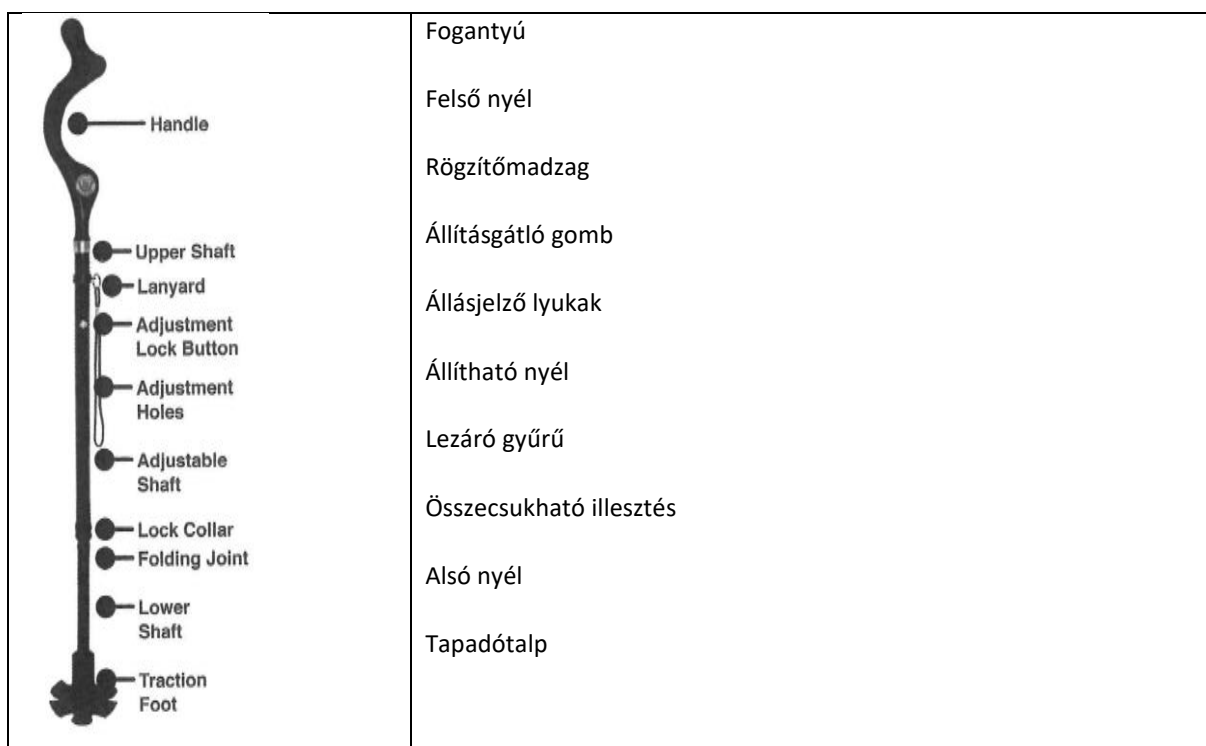 Handle
Upper Shaft
Lanyard
Adjustment
Lock Button
Adjustment
Holes
Adjustable
Shaft
Lock Collar
Folding Joint
Lower
Shaft
Traction
Foot
Fogantyú
Felső nyél
Rögzítőmadzag
Állításgátló gomb
Állásjelző lyukak
Állítható nyél
Lezáró gyűrű
Összecsukható illesztés
Alsó nyél
Tapadótalp